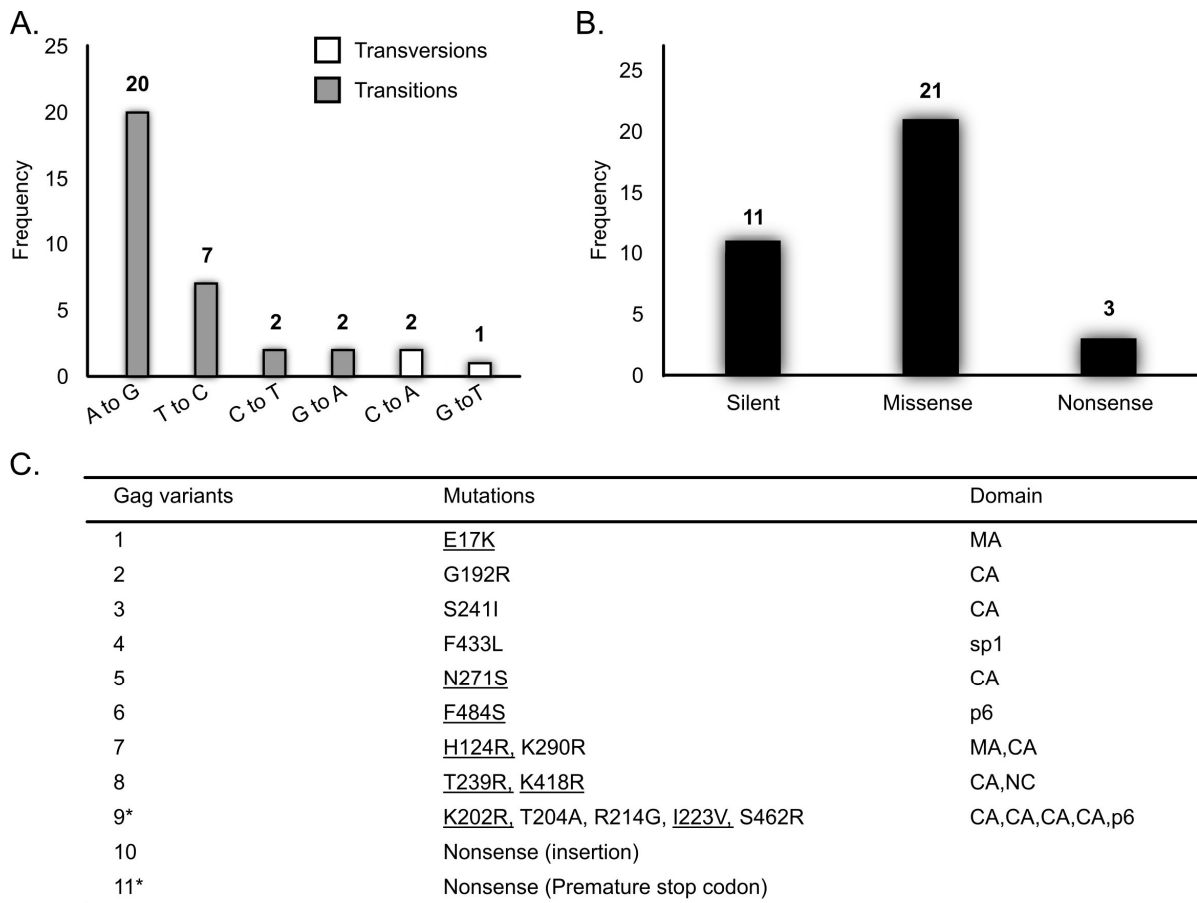 A.
25
20
15
10
5
0
Frequency
20
7
2
2
2
1
A to G
T to C
C to T
G to A
C to A
G toT
Transversions
Transitions
B.
25
20
15
10
5
0
Frequency
11
21
3
Silent
Missense
Nonsense
C.
Gag variants Mutations Domain
1 E17K MA
2 G192R CA
3 S241I CA
4 F433L sp1
5 N271S CA
6 F484S p6
7 H124R, K290R MA,CA
8 T239R, K418R CA,NC
9* K202R, T204A, R214G, I223V, S462R CA,CA,CA,CA,p6
10 Nonsense (insertion)
11* Nonsense (Premature stop codon)